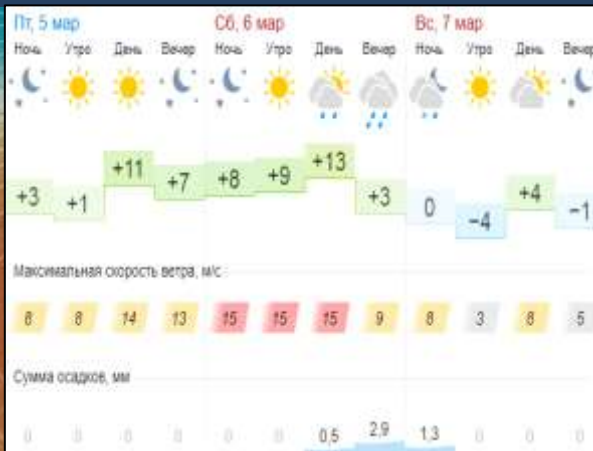 Пт, 5 мар Сб, 6 мар Вс, 7 мар
Ночь Утро День Вечер Ночь Утро День Вечер Ночь Утро День Вечер
+3 +1 +11 +7 +8 +9 +13 +3 0 −4 +4 −1
Максимальная скорость ветра, м/с
8 8 14 13 15 15 15 9 8 3 8 5
Сумма осадков, мм
0 0 0 0 0 0 0,5 2,9 1,3 0 0 0